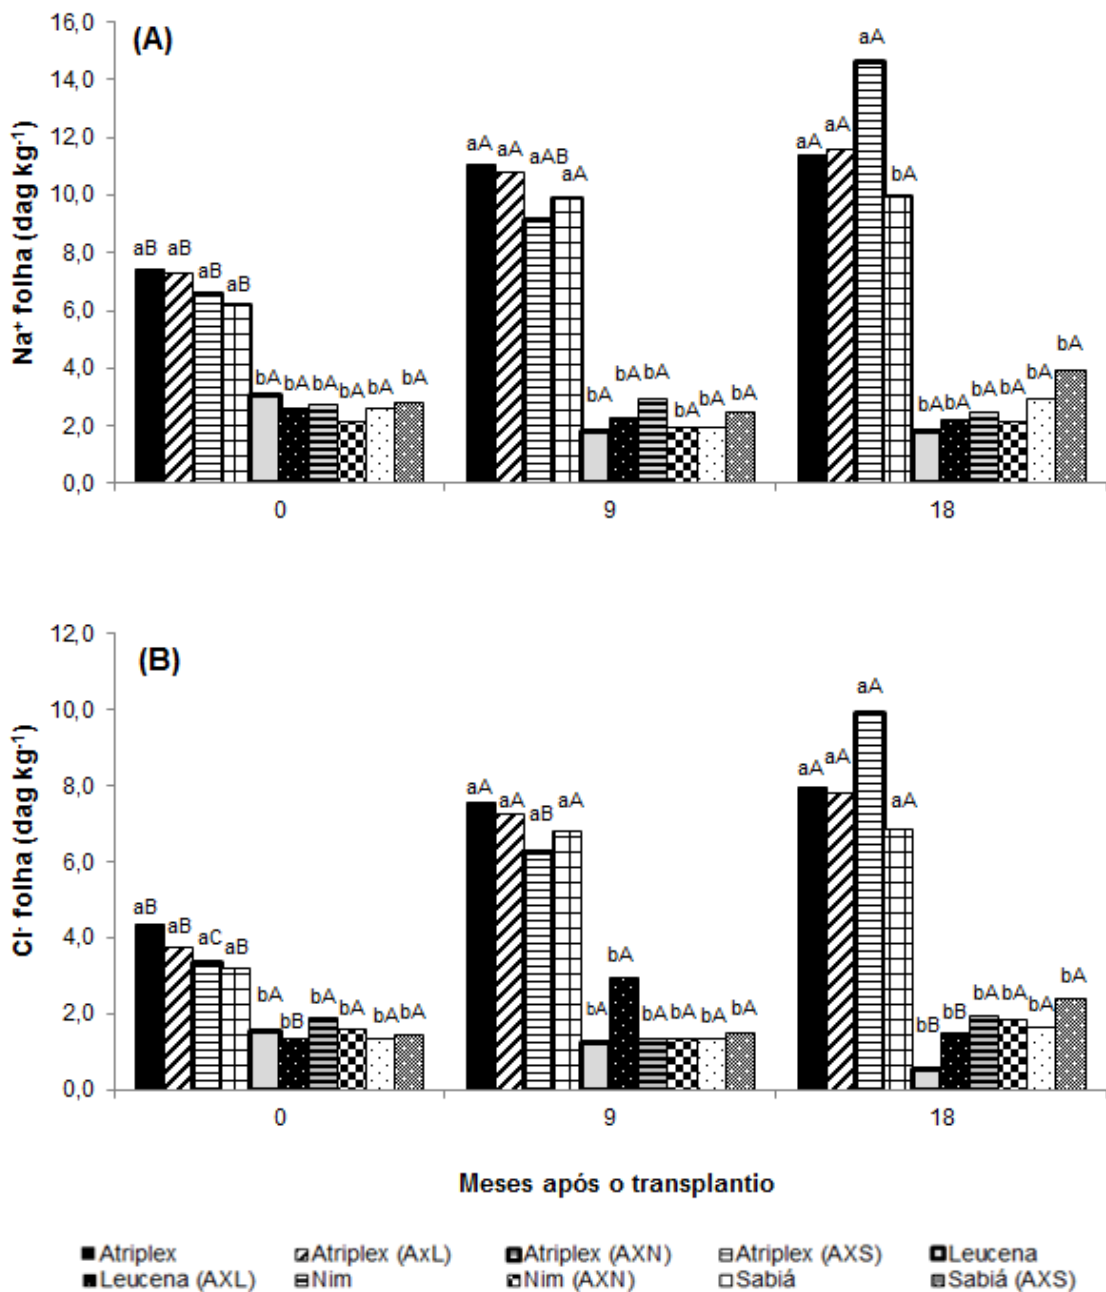 (A)
Na⁺ folha (dag kg⁻¹)
16,0
14,0
12,0
10,0
8,0
6,0
4,0
2,0
0,0
aB aB aB aB bA bA bA bA bA bA
aA aA aAB aA bA bA bA bA bA bA
aA aA aA bA bA bA bA bA bA bA
0 9 18
(B)
Cl⁻ folha (dag kg⁻¹)
12,0
10,0
8,0
6,0
4,0
2,0
0,0
aB aB aC aB bA bB bA bA bA bA
aA aA aB aA bA bA bA bA bA bA
aA aA aA aA bB bB bA bA bA bA
0 9 18
Meses após o transplantio
Atriplex Atriplex (AxL) Atriplex (AXN) Atriplex (AXS) Leucena
Leucena (AXL) Nim Nim (AXN) Sabiá Sabiá (AXS)